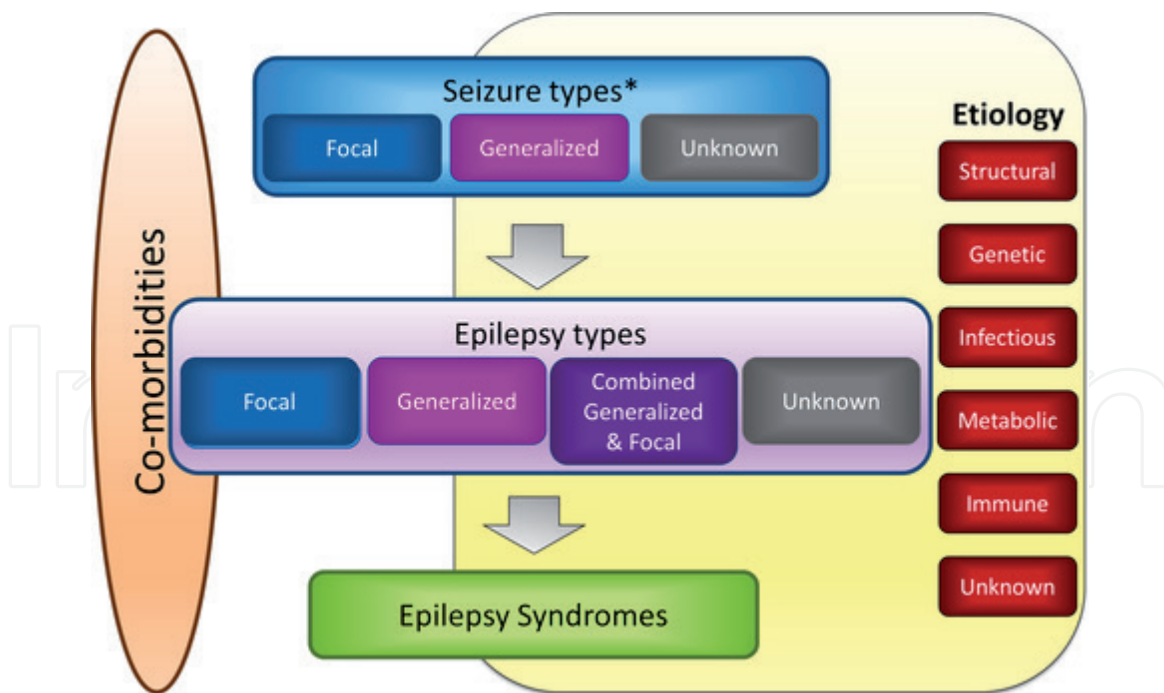 Seizure types*
Focal
Generalized
Unknown
Co-morbidities
Epilepsy types
Focal
Generalized
Combined
Generalized
& Focal
Unknown
Epilepsy Syndromes
Etiology
Structural
Genetic
Infectious
Metabolic
Immune
Unknown